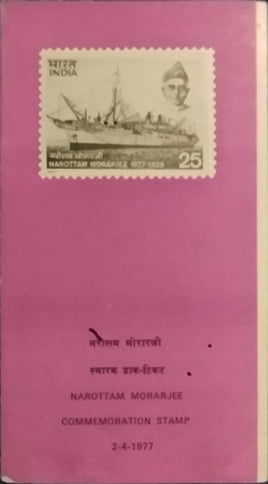 भारत
INDIA
नरोत्तम मोरारजी
NAROTTAM MORARJEE 1877-1929
25
नरोत्तम मोरारजी
स्मारक डाक-टिकट
NAROTTAM MORARJEE
COMMEMORATION STAMP
2-4-1977